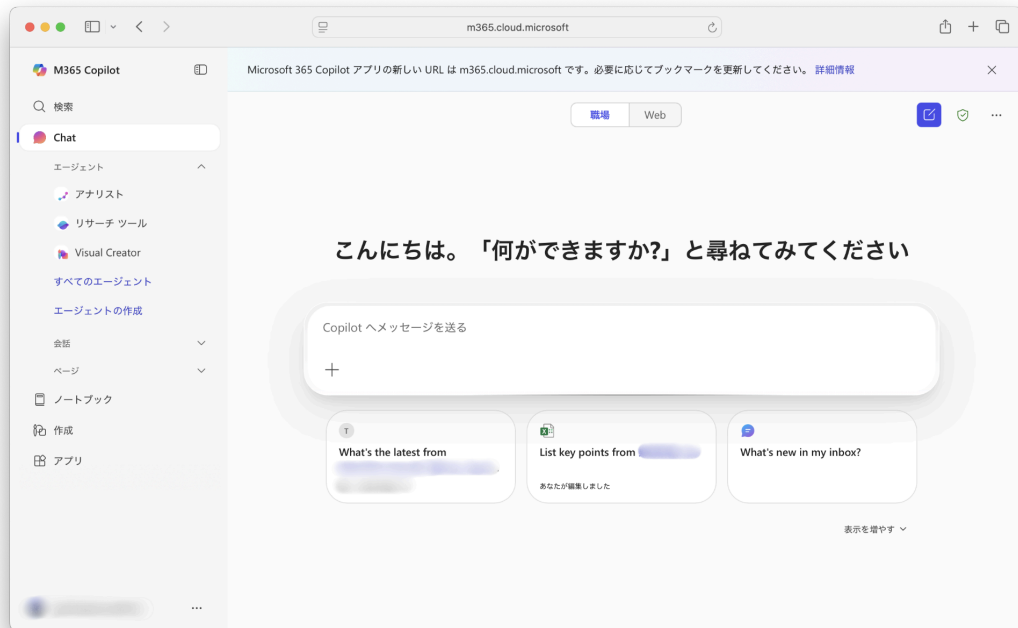 m365.cloud.microsoft
M365 Copilot
Microsoft 365 Copilot アプリの新しい URL は m365.cloud.microsoft です。必要に応じてブックマークを更新してください。 詳細情報
検索
Chat
エージェント
アナリスト
リサーチ ツール
Visual Creator
すべてのエージェント
エージェントの作成
会話
ページ
ノートブック
作成
アプリ
職場
Web
こんにちは。「何ができますか?」と尋ねてみてください
Copilot へメッセージを送る
T
What's the latest from
List key points from
あなたが編集しました
What's new in my inbox?
表示を増やす